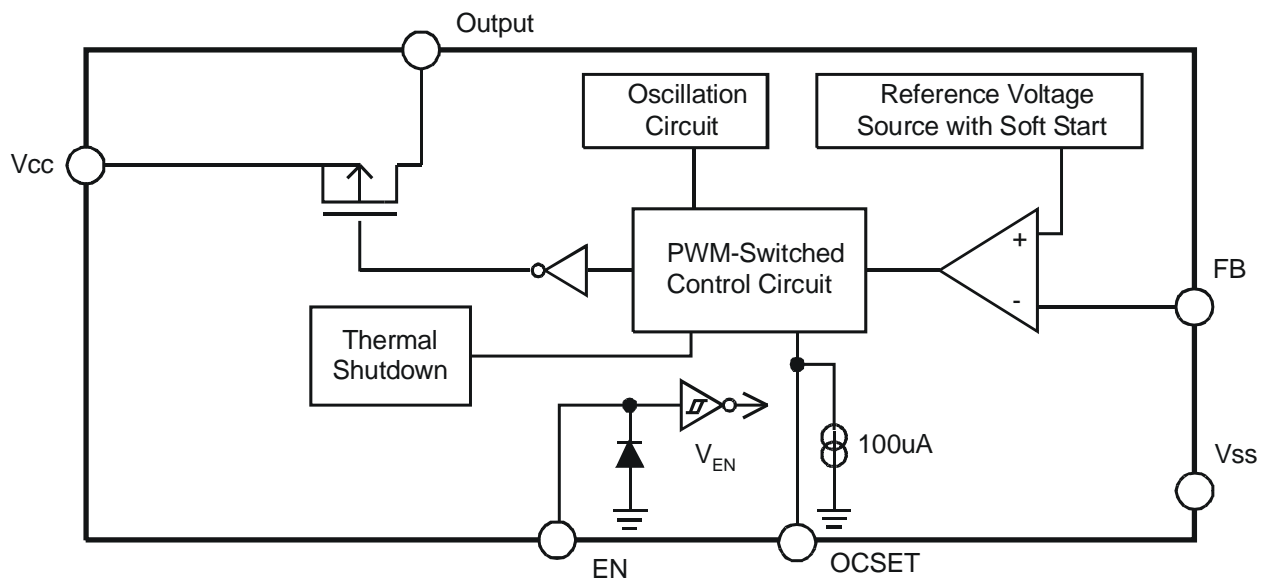 Output
Oscillation
Circuit
Reference Voltage
Source with Soft Start
Vcc
+
PWM-Switched
Control Circuit
FB
-
Thermal
Shutdown
VEN
100uA
Vss
EN
OCSET